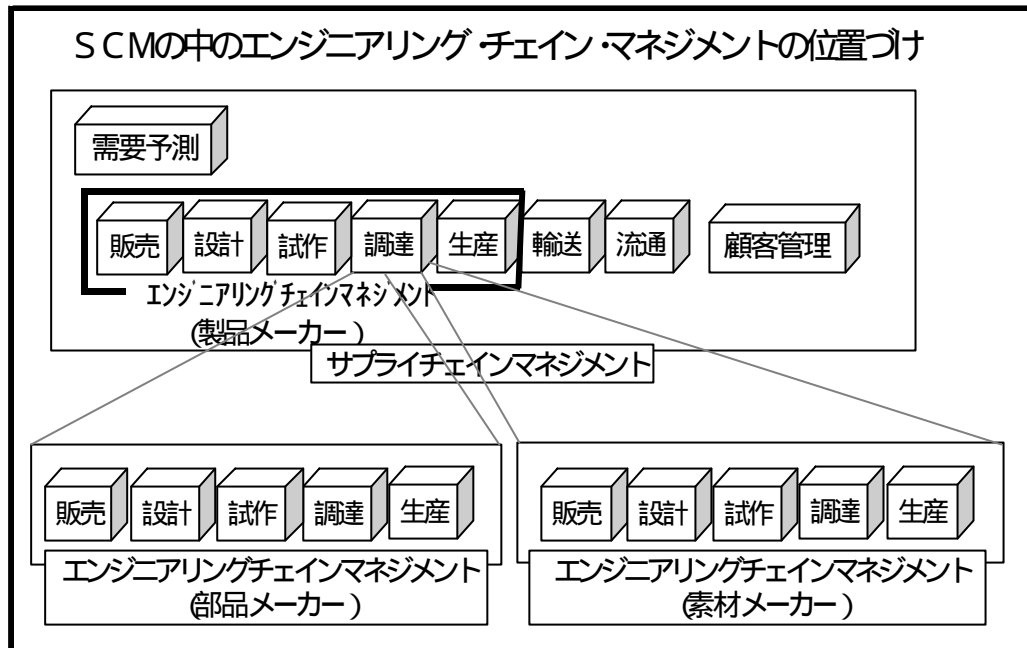 SCMの中のエンジニアリング・チェイン・マネジメントの位置づけ
需要予測
販売 設計 試作 調達 生産 輸送 流通 顧客管理
エンジニアリングチェインマネジメント
(製品メーカー)
サプライチェインマネジメント
販売 設計 試作 調達 生産
エンジニアリングチェインマネジメント
(部品メーカー)
販売 設計 試作 調達 生産
エンジニアリングチェインマネジメント
(素材メーカー)